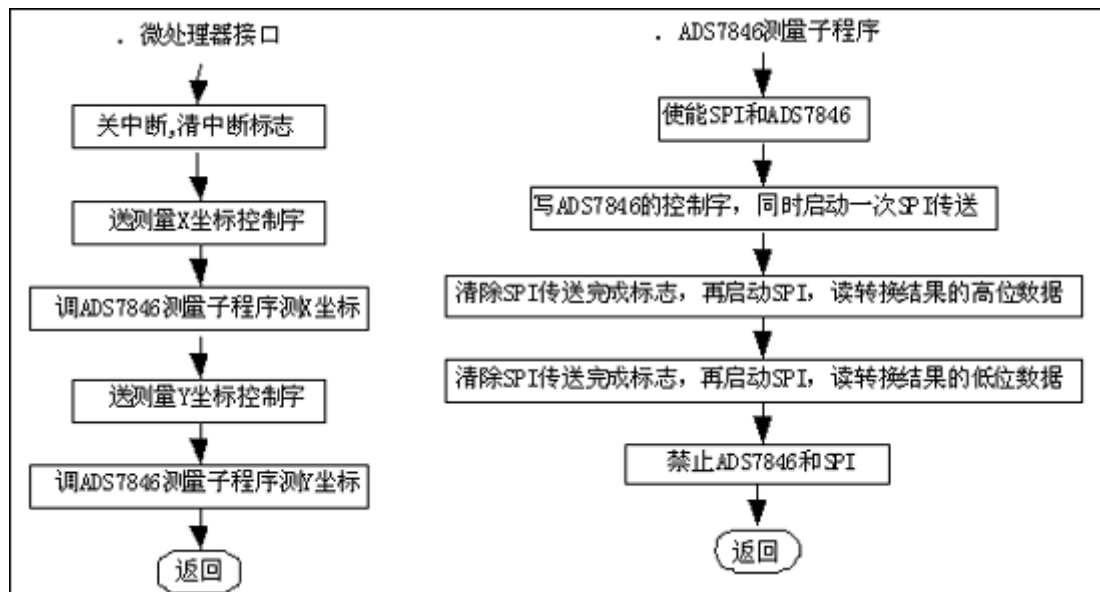 . 微处理器接口
关中断,清中断标志
送测量X坐标控制字
调ADS7846测量子程序测X坐标
送测量Y坐标控制字
调ADS7846测量子程序测Y坐标
返回
. ADS7846测量子程序
使能SPI和ADS7846
写ADS7846的控制字，同时启动一次SPI传送
清除SPI传送完成标志，再启动SPI，读转换结果的高位数据
清除SPI传送完成标志，再启动SPI，读转换结果的低位数据
禁止ADS7846和SPI
返回